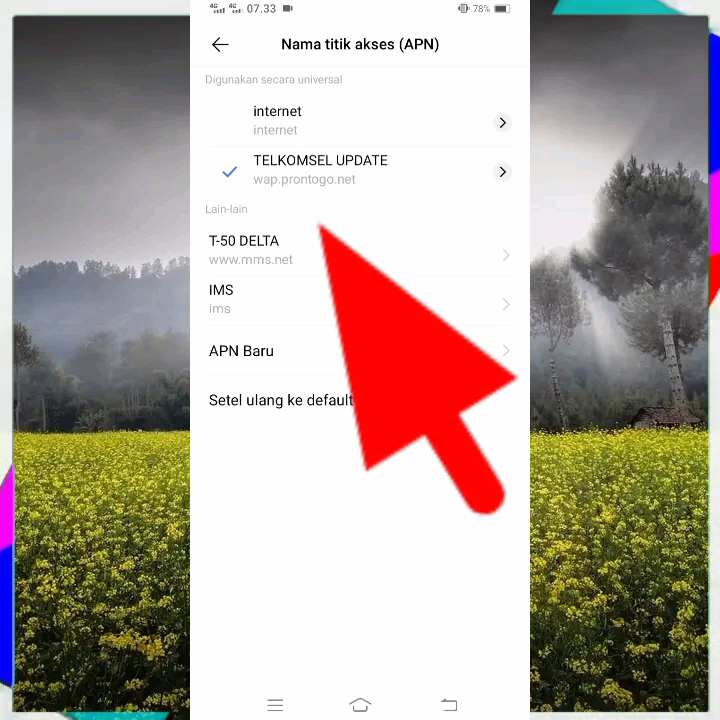 4G 4G 07.33 78%
Nama titik akses (APN)
Digunakan secara universal
internet
internet
TELKOMSEL UPDATE
wap.prontogo.net
Lain-lain
T-50 DELTA
www.mms.net
IMS
ims
APN Baru
Setel ulang ke default